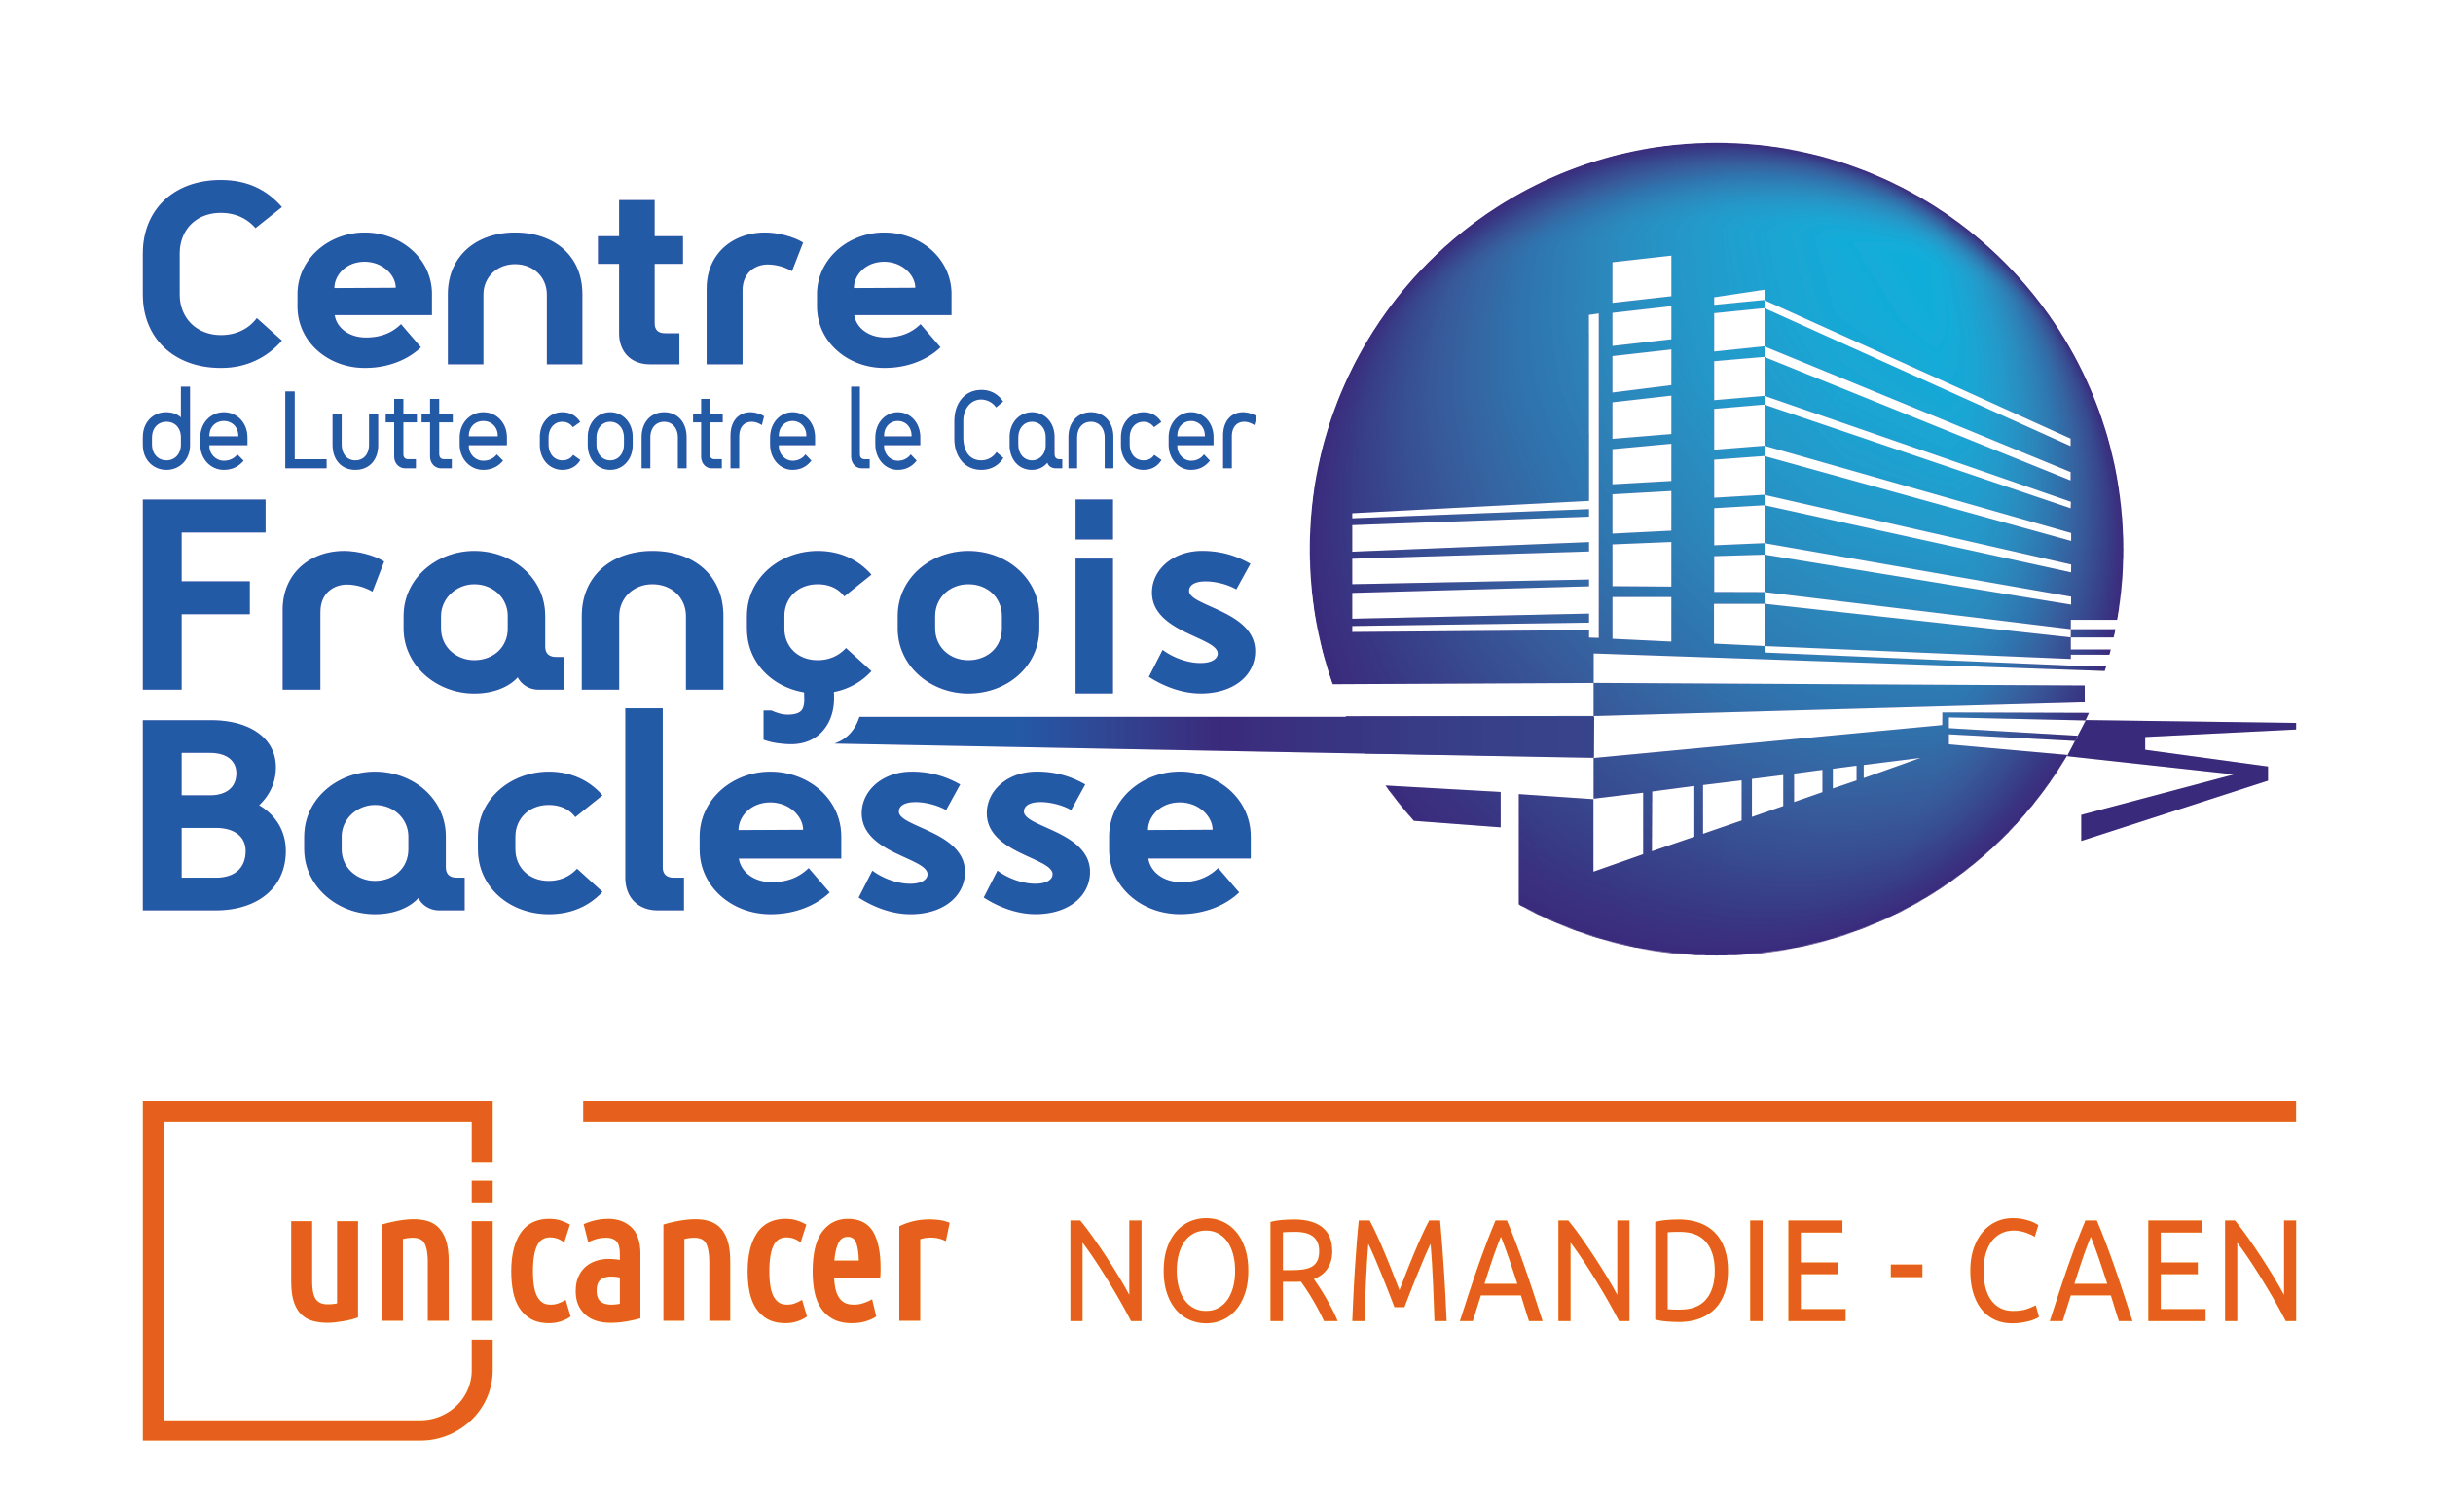 Centre
de Lutte contre le Cancer
François
Baclesse
unicancer
NORMANDIE - CAEN